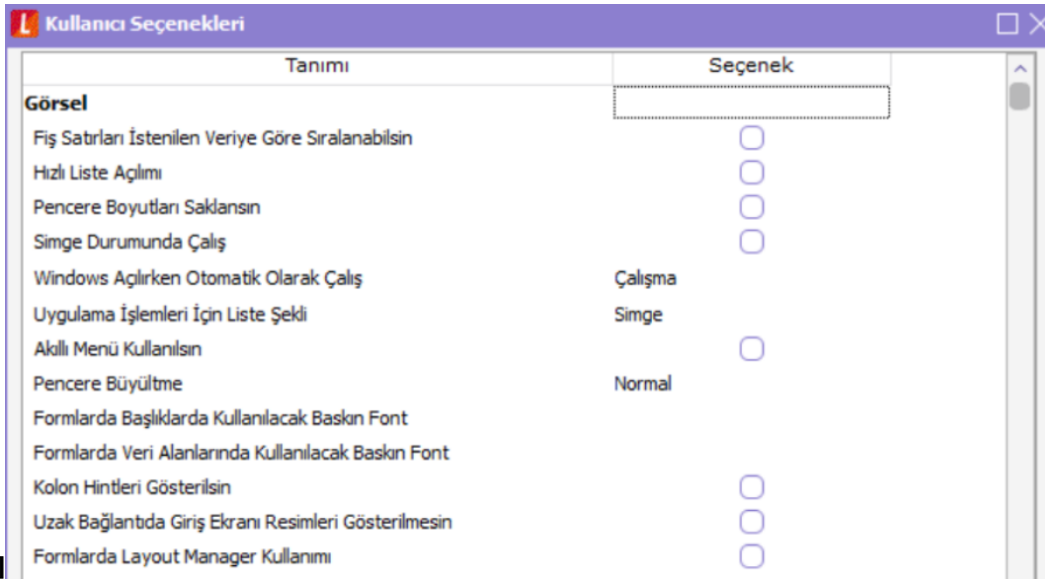 Kullanıcı Seçenekleri
Tanımı Seçenek
Görsel
Fiş Satırları İstenilen Veriye Göre Sıralanabilsin
Hızlı Liste Açılımı
Pencere Boyutları Saklansın
Simge Durumunda Çalış
Windows Açılırken Otomatik Olarak Çalış Çalışma
Uygulama İşlemleri İçin Liste Şekli Simge
Akıllı Menü Kullanılsın
Pencere Büyültme Normal
Formlarda Başlıklarda Kullanılacak Baskın Font
Formlarda Veri Alanlarında Kullanılacak Baskın Font
Kolon Hintleri Gösterilsin
Uzak Bağlantıda Giriş Ekranı Resimleri Gösterilmesin
Formlarda Layout Manager Kullanımı